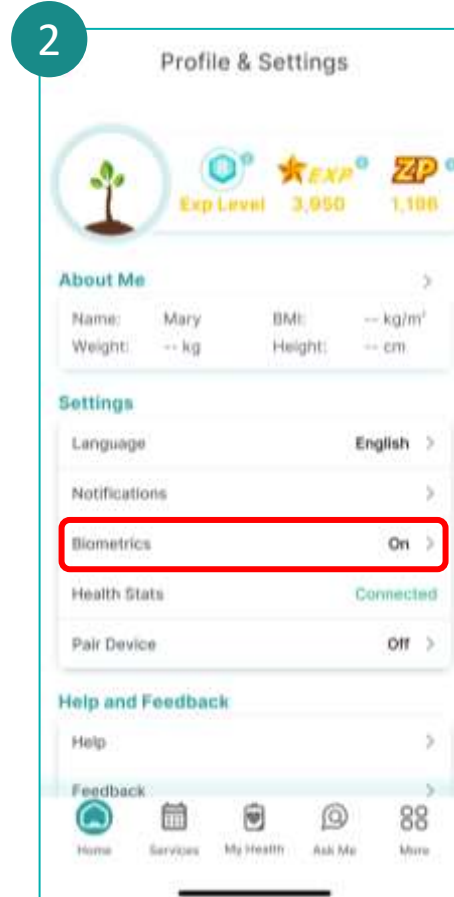 2
Profile & Settings
EXP ZP
Exp Level 3,950 1,186
About Me
Name: Mary BMI: -- kg/m²
Weight: -- kg Height: -- cm
Settings
Language English
Notifications
Biometrics On
Health Stats Connected
Pair Device Off
Help and Feedback
Help
Feedback
Home Services My Health Ask Me More